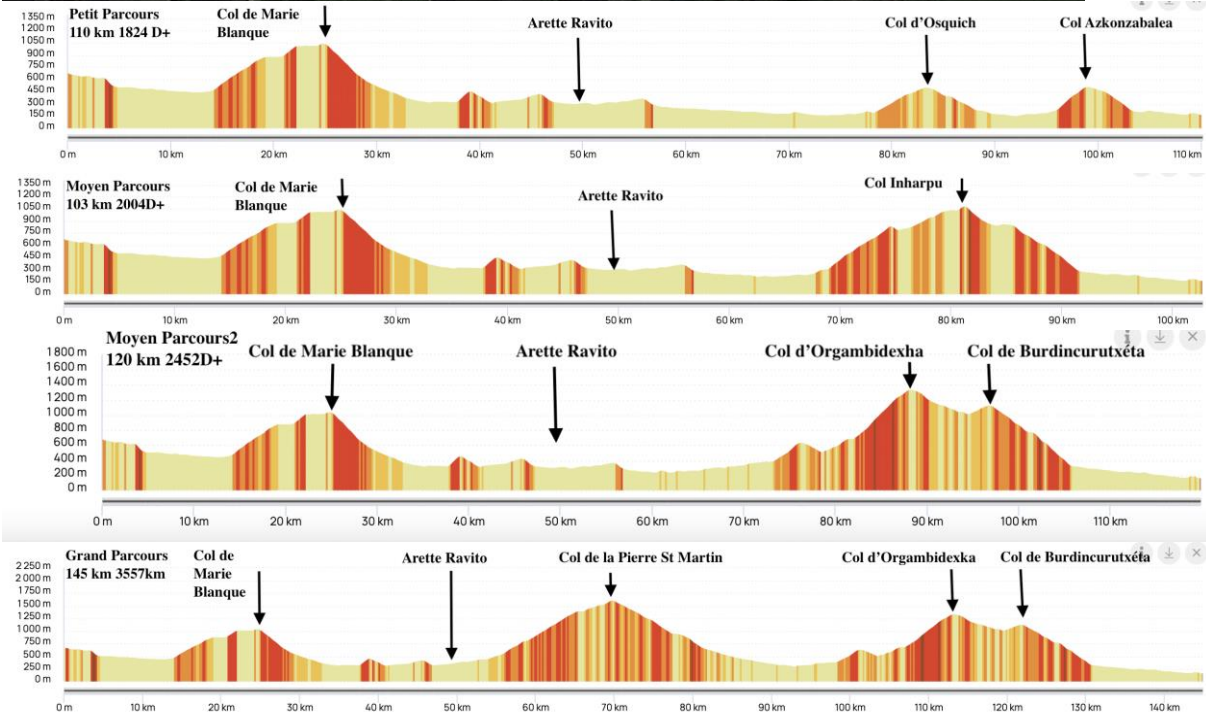 Petit Parcours
110 km 1824 D+
Col de Marie
Blanque
Arette Ravito
Col d'Osquich
Col Azkonzabalea
1350 m
1200 m
1050 m
900 m
750 m
600 m
450 m
300 m
150 m
0 m
0 m 10 km 20 km 30 km 40 km 50 km 60 km 70 km 80 km 90 km 100 km 110 km
Moyen Parcours
103 km 2004D+
Col de Marie
Blanque
Arette Ravito
Col Inharpu
1350 m
1200 m
1050 m
900 m
750 m
600 m
450 m
300 m
150 m
0 m
0 m 10 km 20 km 30 km 40 km 50 km 60 km 70 km 80 km 90 km 100 km
Moyen Parcours2
120 km 2452D+
Col de Marie Blanque
Arette Ravito
Col d'Orgambidexha
Col de Burdincurutxéta
1800 m
1600 m
1400 m
1200 m
1000 m
800 m
600 m
400 m
200 m
0 m
0 m 10 km 20 km 30 km 40 km 50 km 60 km 70 km 80 km 90 km 100 km 110 km
Grand Parcours
145 km 3557km
Col de
Marie
Blanque
Arette Ravito
Col de la Pierre St Martin
Col d'Orgambidexka
Col de Burdincurutxéta
2 250 m
2 000 m
1 750 m
1 500 m
1 250 m
1 000 m
750 m
500 m
250 m
0 m
0 m 10 km 20 km 30 km 40 km 50 km 60 km 70 km 80 km 90 km 100 km 110 km 120 km 130 km 140 km